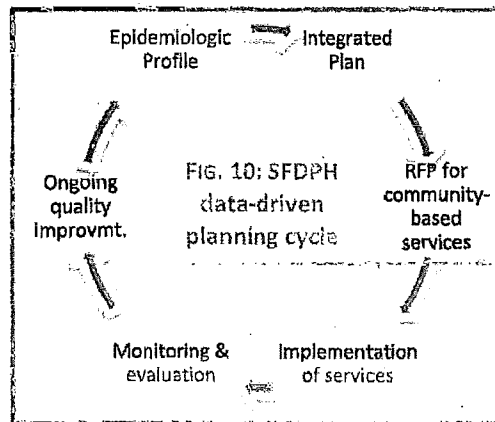 Epidemiologic
Profile
Integrated
Plan
RFP for
community-
based
services
Implementation
of services
Monitoring &
evaluation
Ongoing
quality
Improvmt.
FIG. 10: SFDPH
data-driven
planning cycle